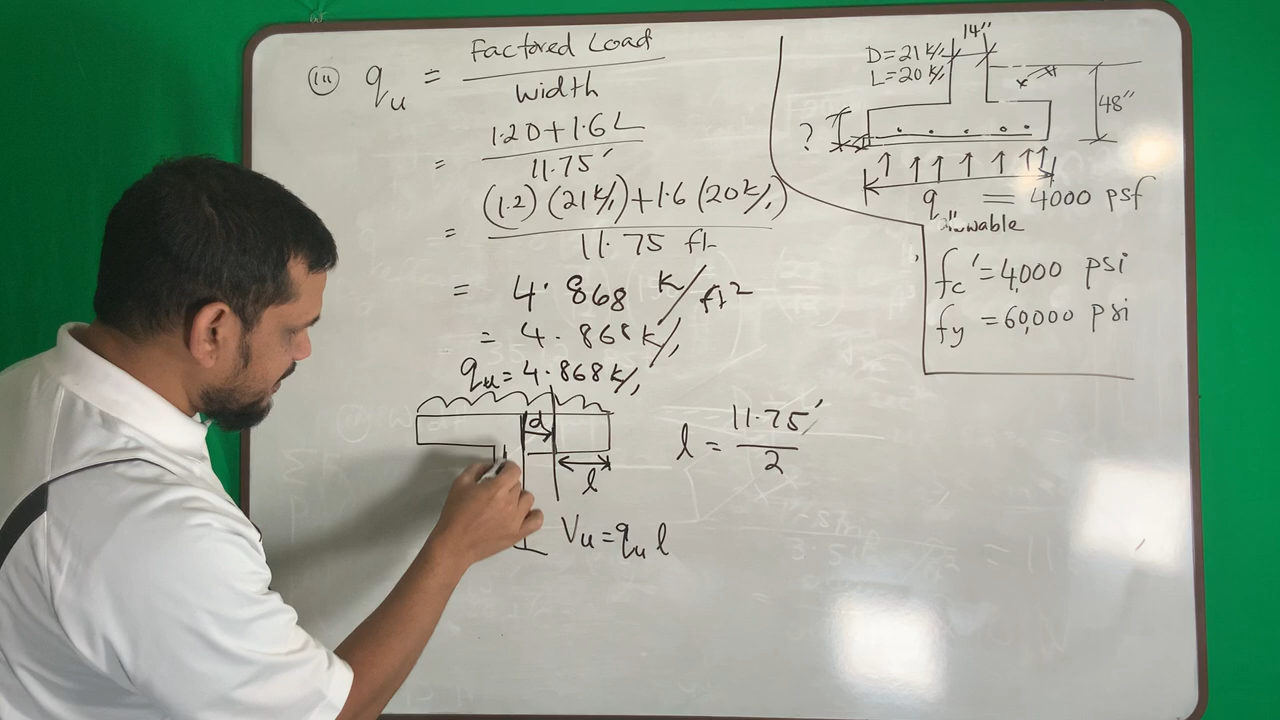 (iii) qu = Factored Load / Width
= 1.2D+1.6L / 11.75'
= (1.2)(21k/,)+1.6(20k/,) / 11.75 ft
= 4.868 k/ft²
= 4.868k/,
qu=4.868k/,
d
l
l = 11.75' / 2
Vu=qu l
14"
D=21k/,
L=20k/,
48"
?
q allowable = 4000 psf
fc'=4,000 psi
fy =60,000 psi